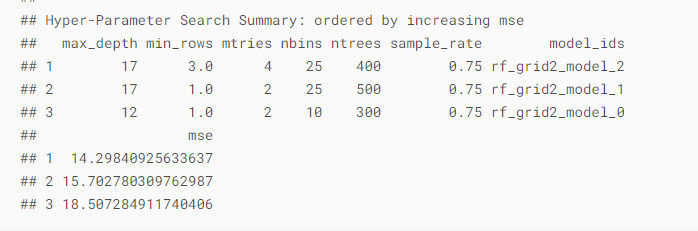 ##
## Hyper-Parameter Search Summary: ordered by increasing mse
##   max_depth min_rows mtries nbins ntrees sample_rate        model_ids
## 1        17      3.0      4    25    400        0.75 rf_grid2_model_2
## 2        17      1.0      2    25    500        0.75 rf_grid2_model_1
## 3        12      1.0      2    10    300        0.75 rf_grid2_model_0
##                  mse
## 1  14.29840925633637
## 2 15.702780309762987
## 3 18.507284911740406